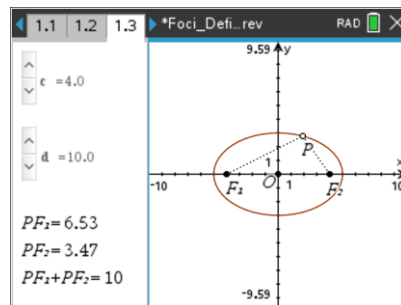 1.1 1.2 1.3 *Foci_Defi...rev RAD
c =4.0
d =10.0
PF₁=6.53
PF₂=3.47
PF₁+PF₂=10
9.59 y
P
x
1
-10 F₁ O 1 F₂ 10
-9.59